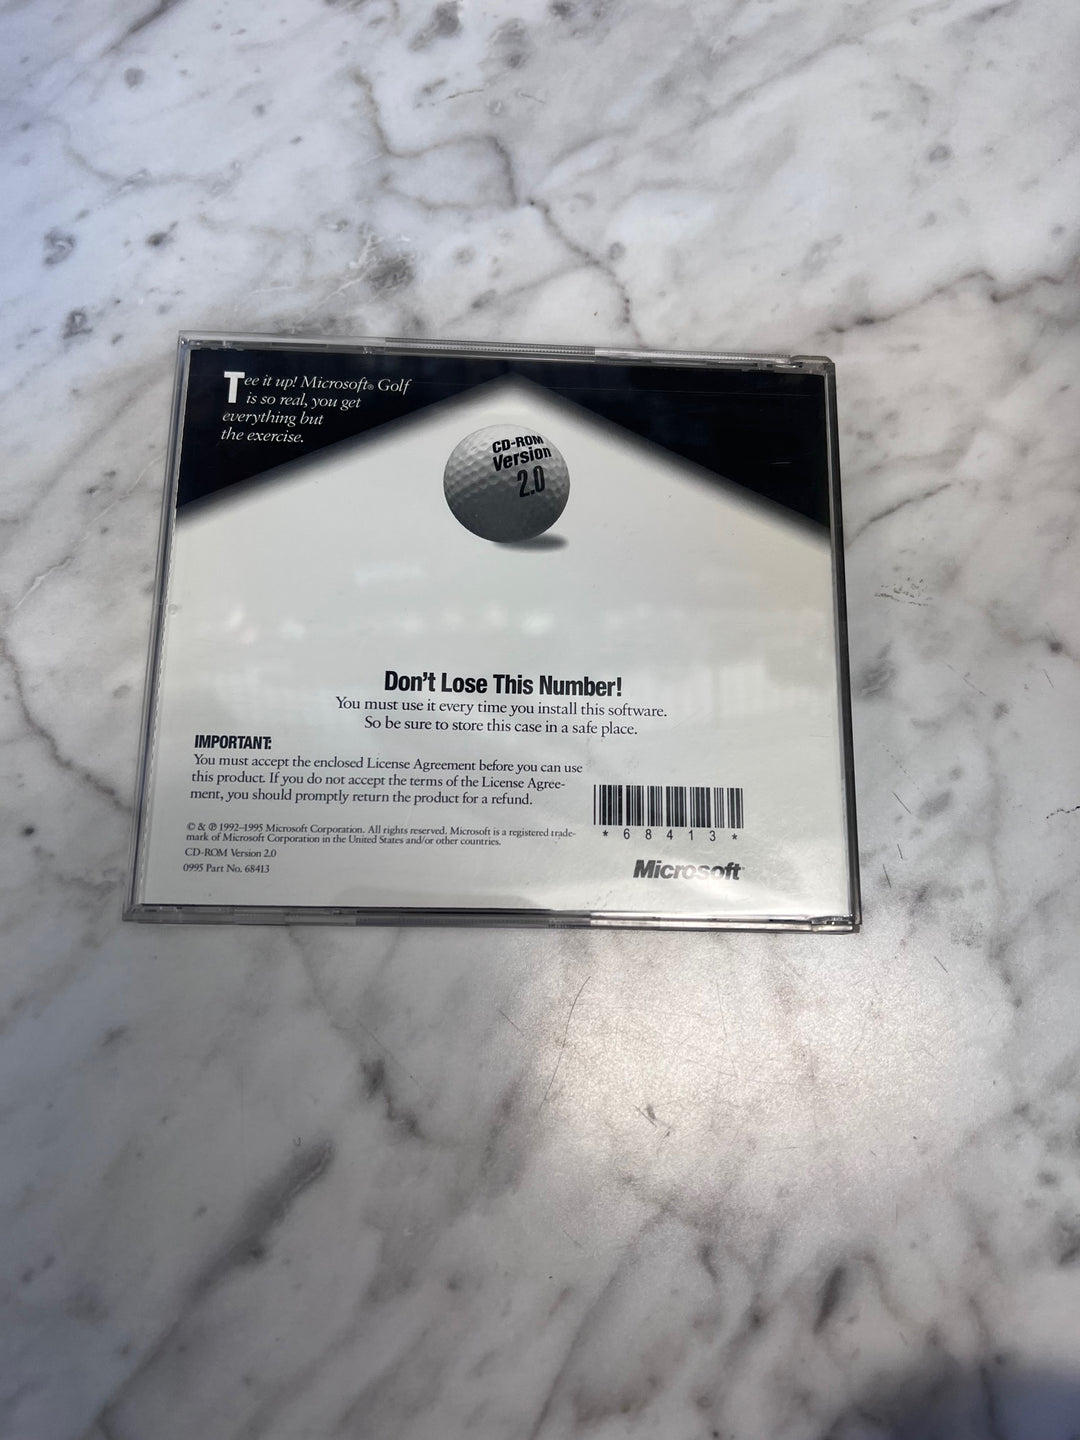 Tee it up! Microsoft® Golf
is so real, you get
everything but
the exercise.
CD-ROM
Version
2.0
Don't Lose This Number!
You must use it every time you install this software.
So be sure to store this case in a safe place.
IMPORTANT:
You must accept the enclosed License Agreement before you can use
this product. If you do not accept the terms of the License Agree-
ment, you should promptly return the product for a refund.
© & ℗ 1992–1995 Microsoft Corporation. All rights reserved. Microsoft is a registered trade-
mark of Microsoft Corporation in the United States and/or other countries.
CD-ROM Version 2.0
0995 Part No. 68413
* 6 8 4 1 3 *
Microsoft